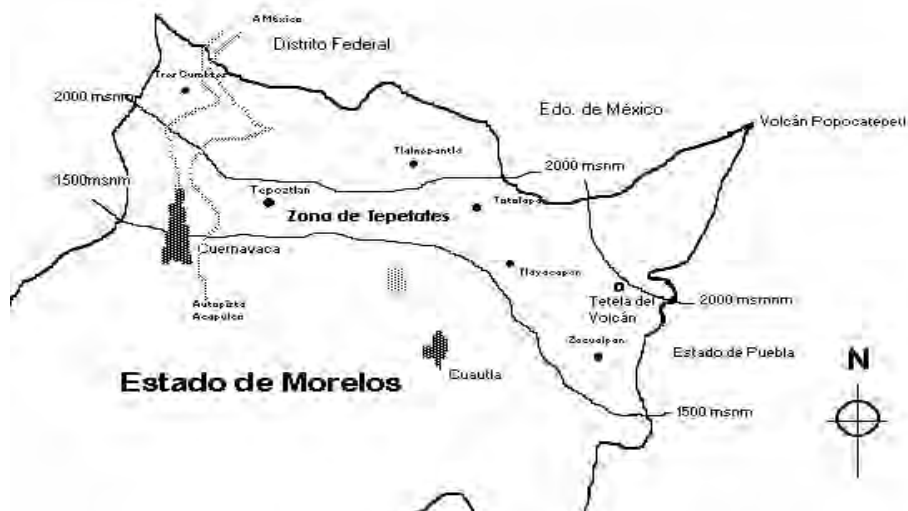 A México
Distrito Federal
Tres Cumbres
2000 msnm
Edo. de México
Volcán Popocatepetl
Tlalnepantla
2000 msnm
1500msnm
Tepoztlan
Totolapan
Zona de Tepetates
Cuernavaca
Tlayacapan
Autopista
Acapulco
Tetela del
Volcán
2000 msmnm
Zacualpan
Estado de Puebla
N
Cuautla
Estado de Morelos
1500 msnm